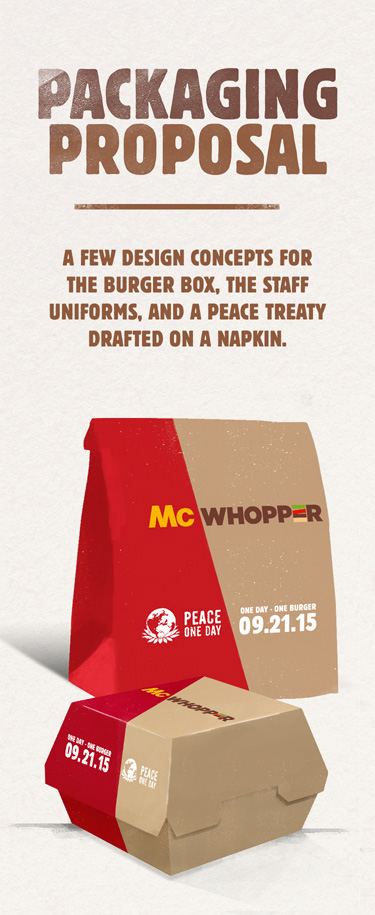 PACKAGING
PROPOSAL
A FEW DESIGN CONCEPTS FOR
THE BURGER BOX, THE STAFF
UNIFORMS, AND A PEACE TREATY
DRAFTED ON A NAPKIN.
Mc WHOPPER
PEACE
ONE DAY
ONE DAY - ONE BURGER
09.21.15
Mc WHOPPER
ONE DAY - ONE BURGER
09.21.15
PEACE
ONE DAY